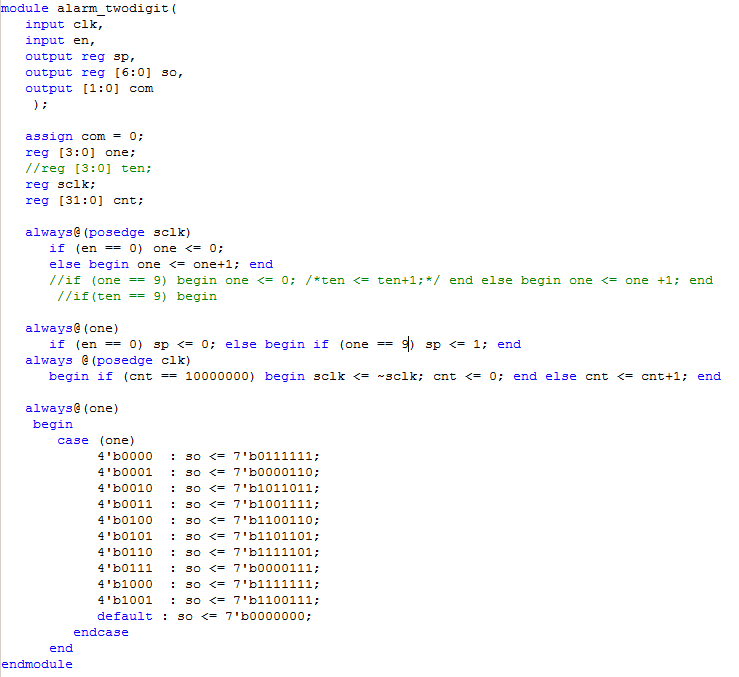 module alarm_twodigit(
input clk,
input en,
output reg sp,
output reg [6:0] so,
output [1:0] com
);
assign com = 0;
reg [3:0] one;
//reg [3:0] ten;
reg sclk;
reg [31:0] cnt;
always@(posedge sclk)
if (en == 0) one <= 0;
else begin one <= one+1; end
//if (one == 9) begin one <= 0; /*ten <= ten+1;*/ end else begin one <= one +1; end
//if(ten == 9) begin
always@(one)
if (en == 0) sp <= 0; else begin if (one == 9) sp <= 1; end
always @(posedge clk)
begin if (cnt == 10000000) begin sclk <= ~sclk; cnt <= 0; end else cnt <= cnt+1; end
always@(one)
begin
case (one)
4'b0000 : so <= 7'b0111111;
4'b0001 : so <= 7'b0000110;
4'b0010 : so <= 7'b1011011;
4'b0011 : so <= 7'b1001111;
4'b0100 : so <= 7'b1100110;
4'b0101 : so <= 7'b1101101;
4'b0110 : so <= 7'b1111101;
4'b0111 : so <= 7'b0000111;
4'b1000 : so <= 7'b1111111;
4'b1001 : so <= 7'b1100111;
default : so <= 7'b0000000;
endcase
end
endmodule